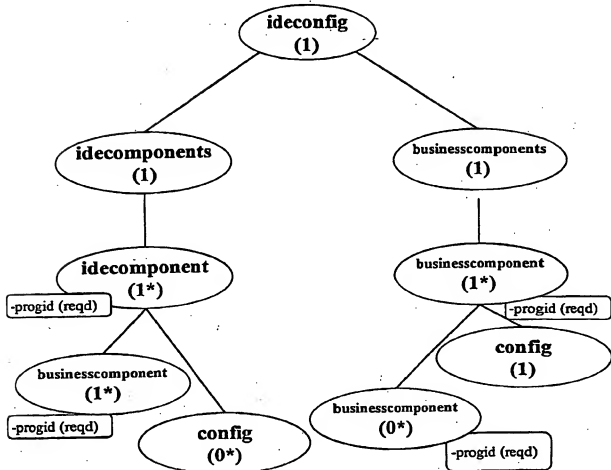 ideconfig
(1)
idecomponents
(1)
businesscomponents
(1)
idecomponent
(1*)
-progid (reqd)
businesscomponent
(1*)
-progid (reqd)
config
(1)
businesscomponent
(1*)
-progid (reqd)
config
(0*)
businesscomponent
(0*)
-progid (reqd)